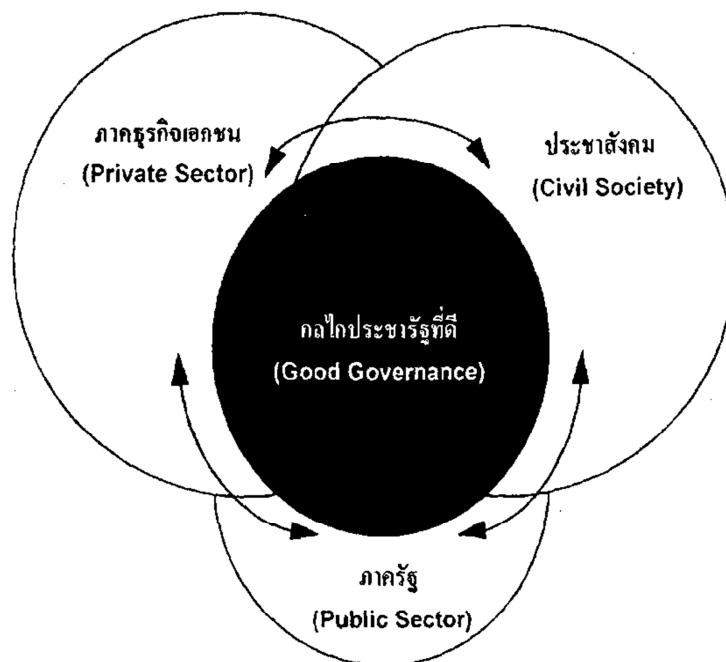 ภาคธุรกิจเอกชน
(Private Sector)
ประชาสังคม
(Civil Society)
กลไกประชารัฐที่ดี
(Good Governance)
ภาครัฐ
(Public Sector)